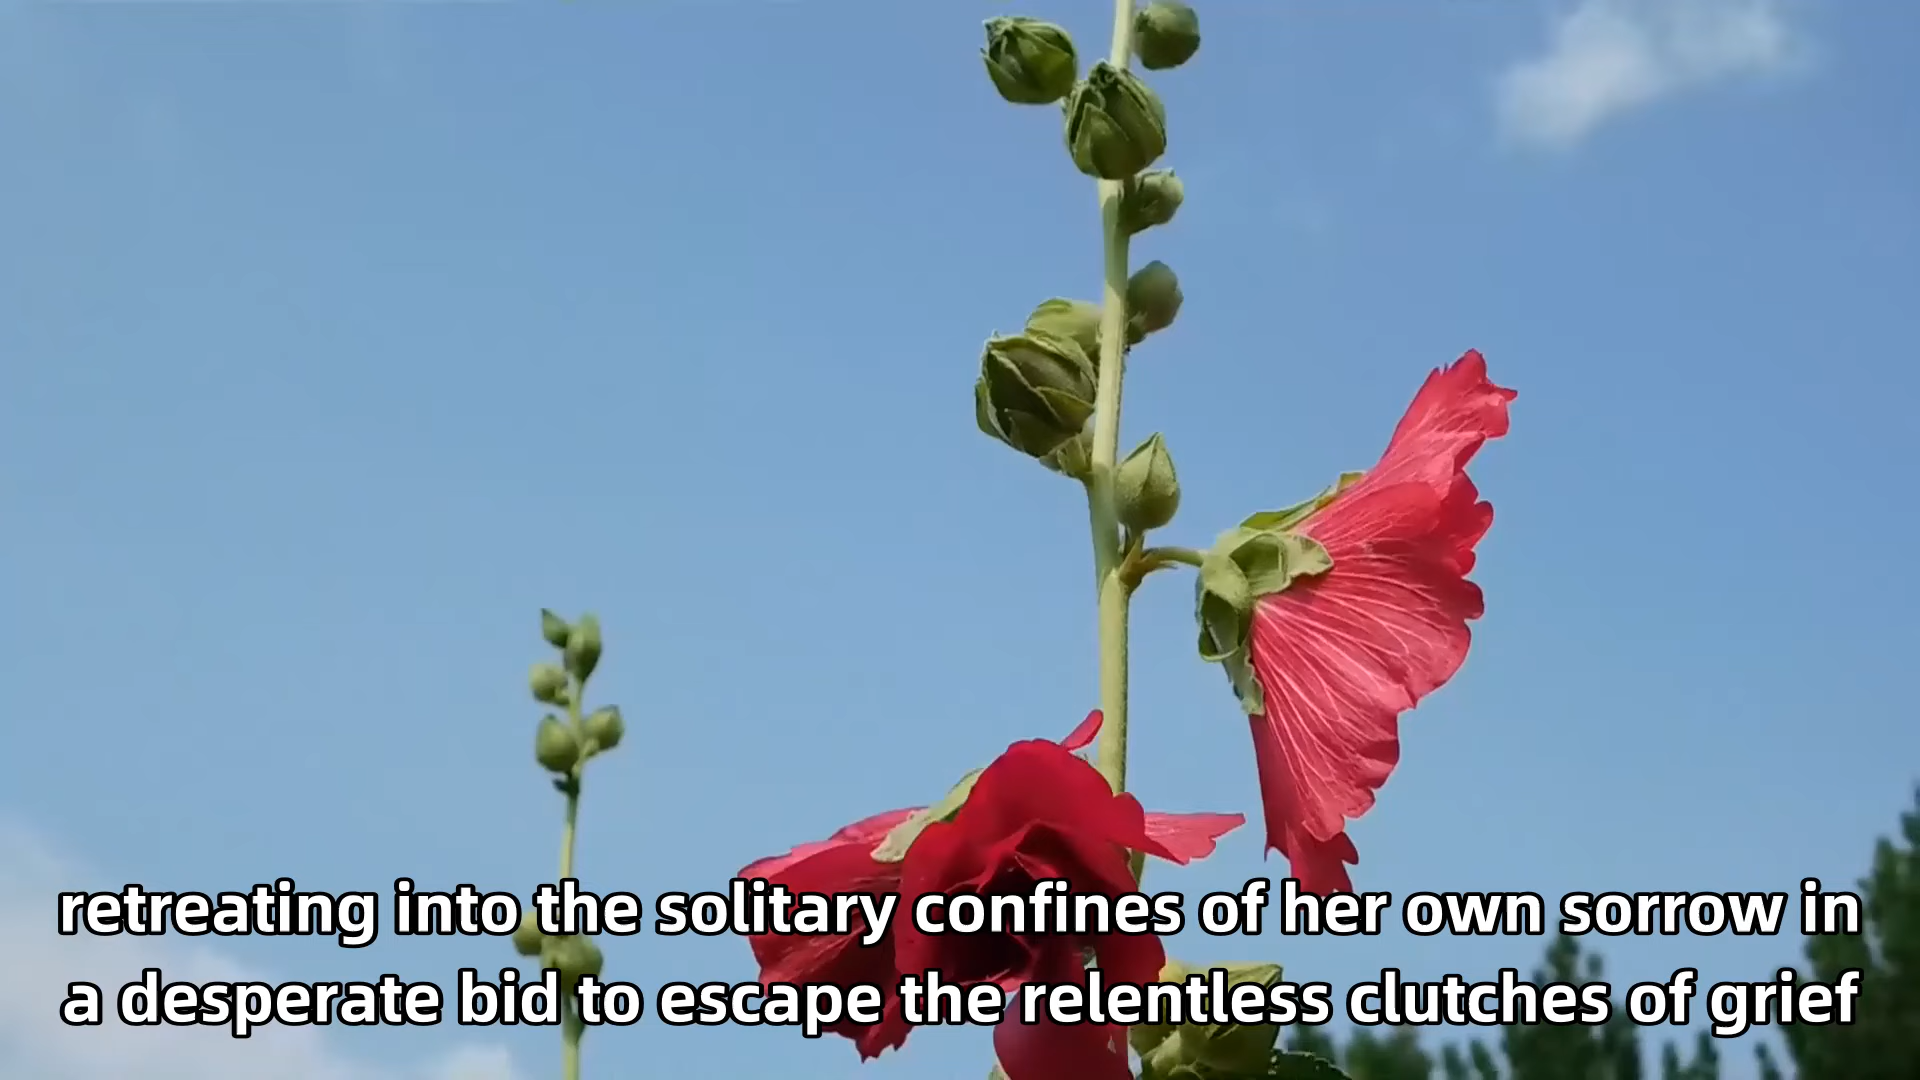 retreating into the solitary confines of her own sorrow in
a desperate bid to escape the relentless clutches of grief